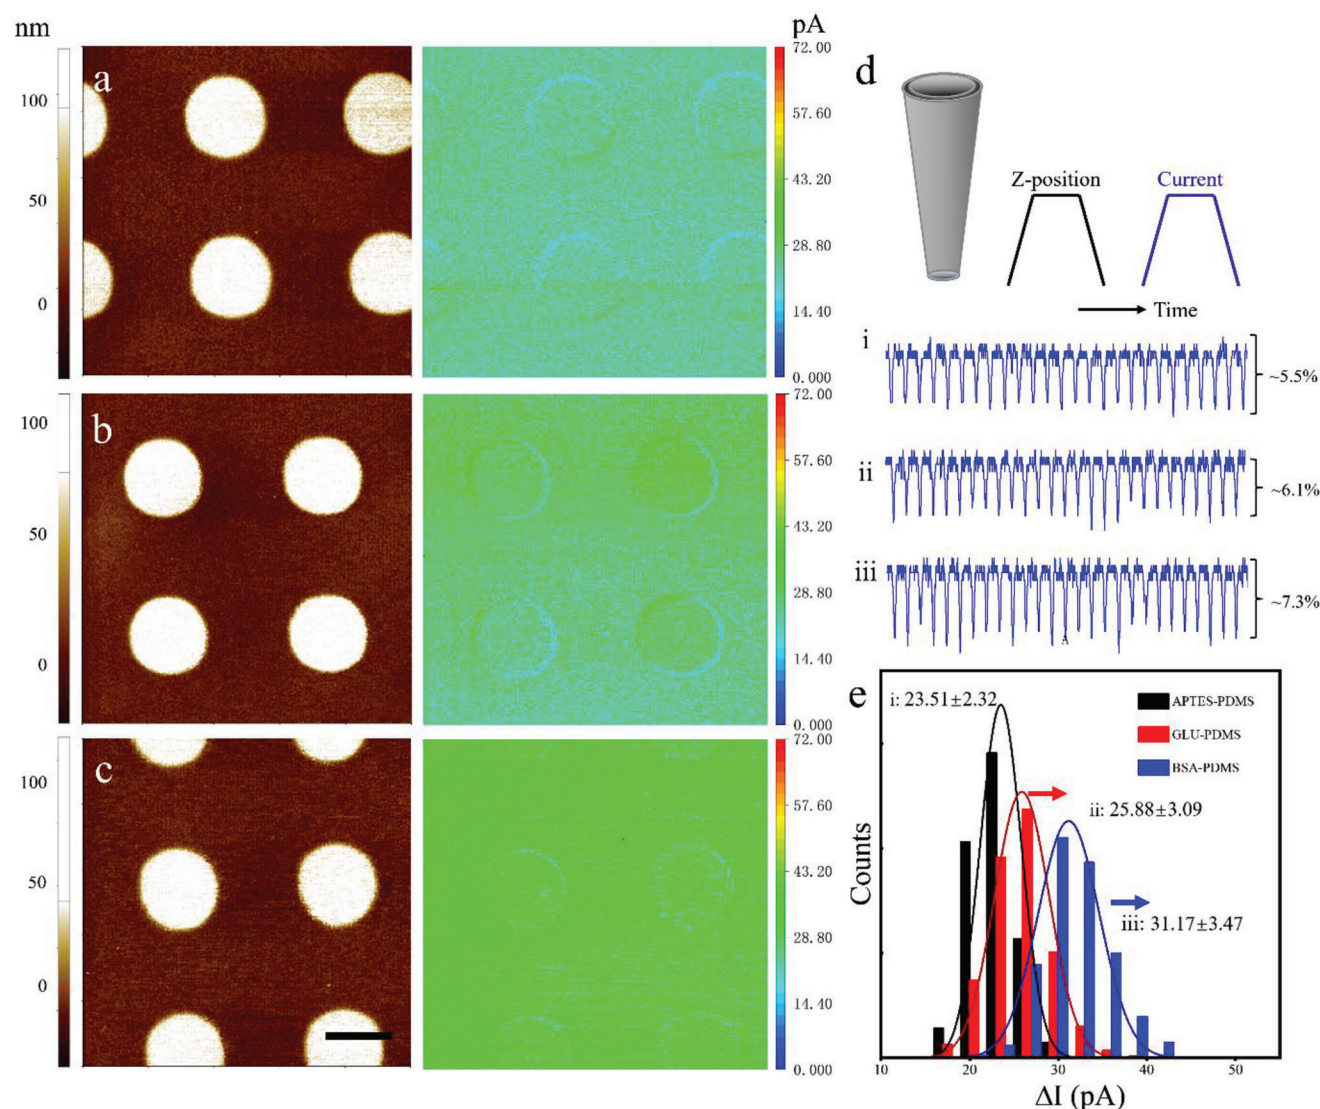 nm
pA
a
100
50
0
72.00
57.60
43.20
28.80
14.40
0.000
b
100
50
0
72.00
57.60
43.20
28.80
14.40
0.000
c
100
50
0
72.00
57.60
43.20
28.80
14.40
0.000
d
Z-position
Current
Time
i
~5.5%
ii
~6.1%
iii
~7.3%
e
i: 23.51±2.32
APTES-PDMS
GLU-PDMS
BSA-PDMS
ii: 25.88±3.09
iii: 31.17±3.47
Counts
10 20 30 40 50
ΔI (pA)